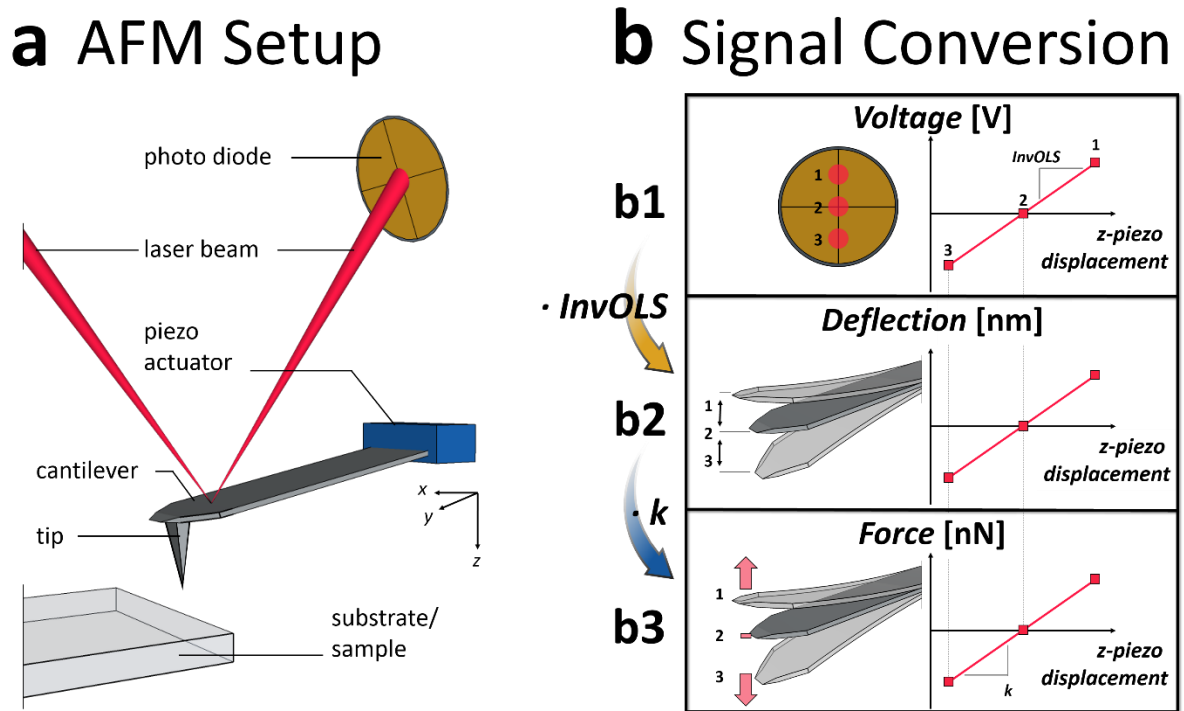 a AFM Setup
photo diode
laser beam
piezo
actuator
cantilever
tip
x
y
z
substrate/
sample
b Signal Conversion
b1
Voltage [V]
1
2
3
InvOLS
1
2
3
z-piezo
displacement
· InvOLS
b2
Deflection [nm]
1
2
3
z-piezo
displacement
· k
b3
Force [nN]
1
2
3
k
z-piezo
displacement